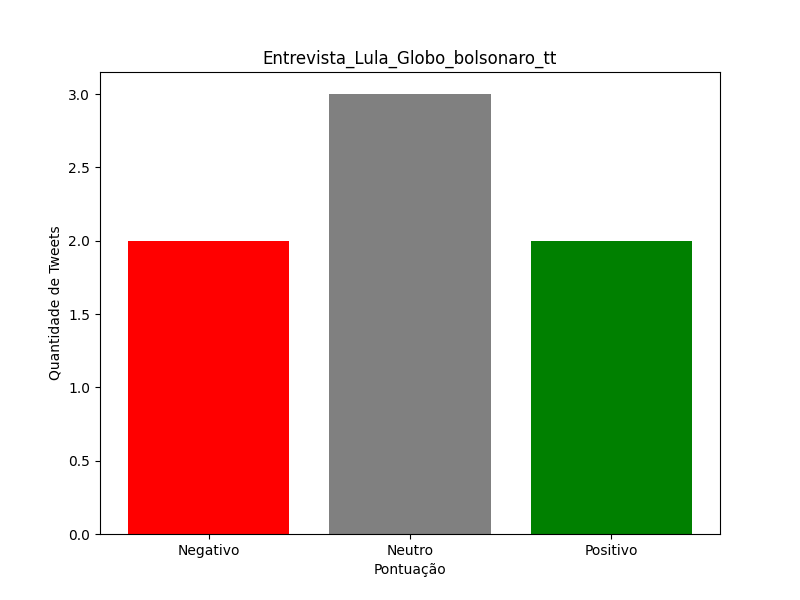 Entrevista_Lula_Globo_bolsonaro_tt
Quantidade de Tweets
3.0
2.5
2.0
1.5
1.0
0.5
0.0
Negativo
Neutro
Positivo
Pontuação